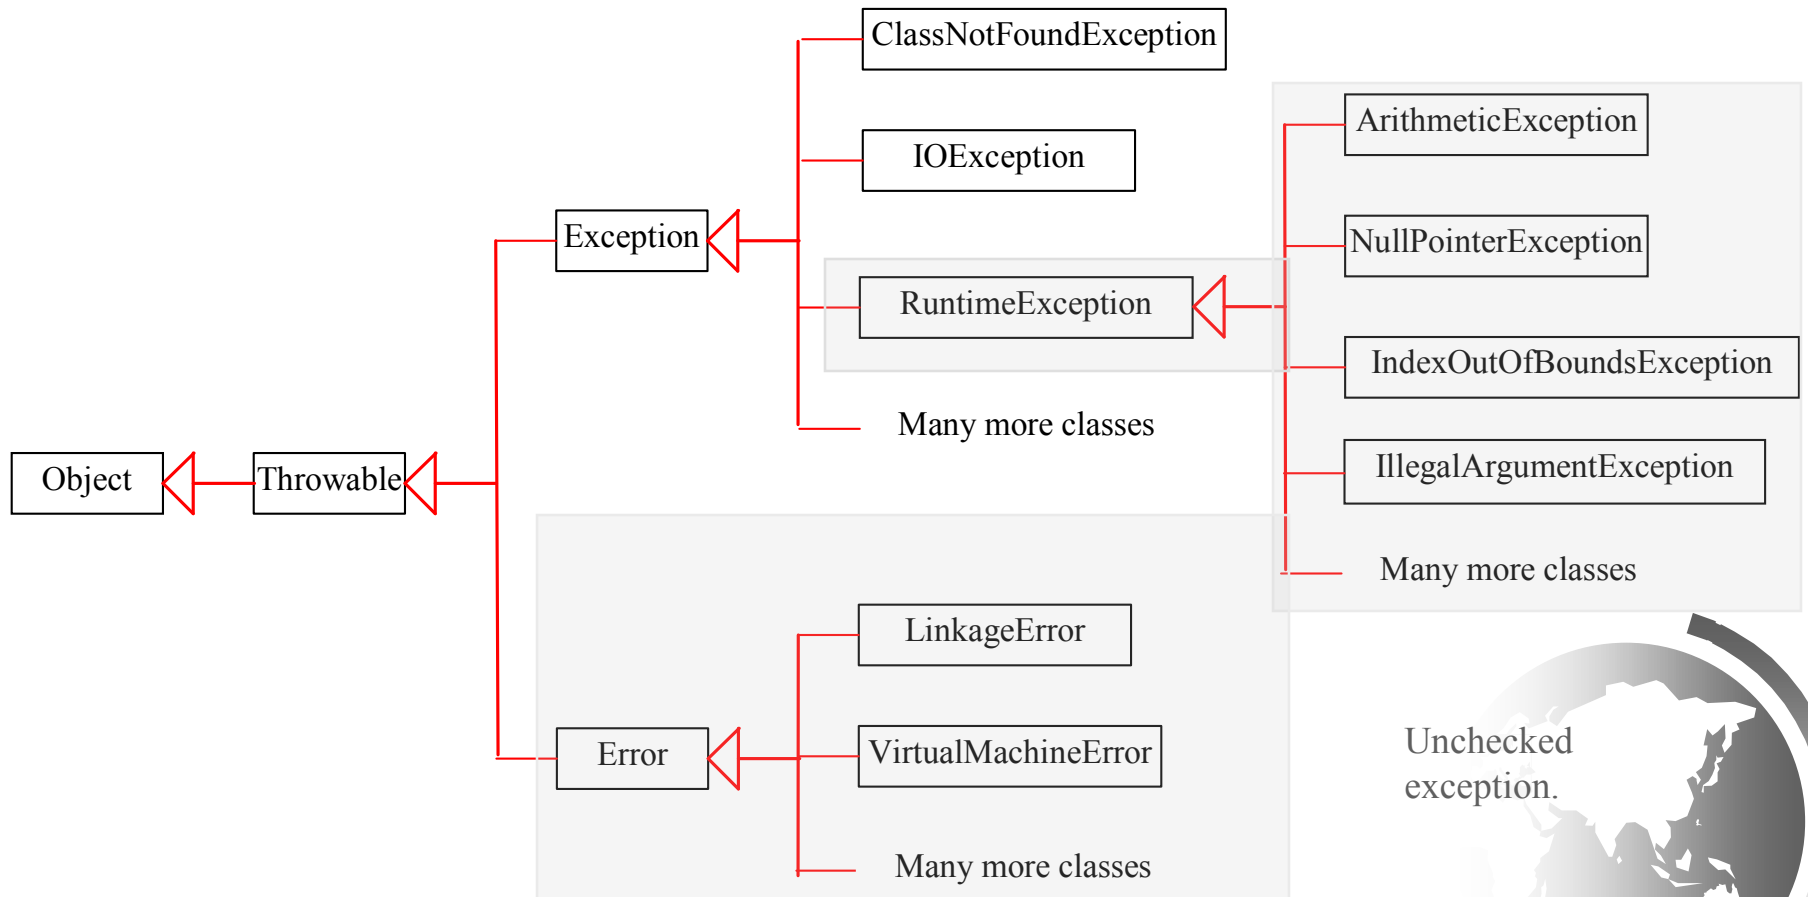 ClassNotFoundException
ArithmeticException
IOException
NullPointerException
Exception
RuntimeException
IndexOutOfBoundsException
Many more classes
Object
Throwable
IllegalArgumentException
Many more classes
LinkageError
Error
VirtualMachineError
Unchecked
exception.
Many more classes